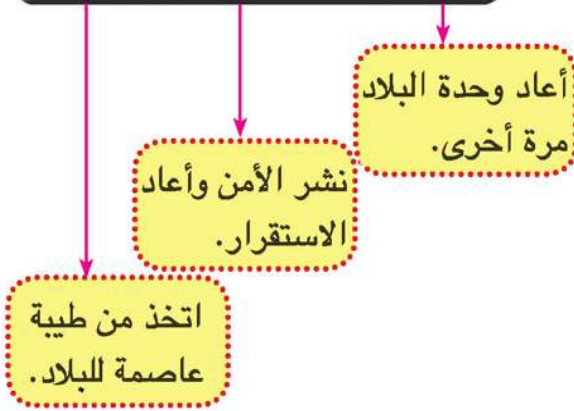 أعاد وحدة البلاد
مرة أخرى.
نشر الأمن وأعاد
الاستقرار.
اتخذ من طيبة
عاصمة للبلاد.